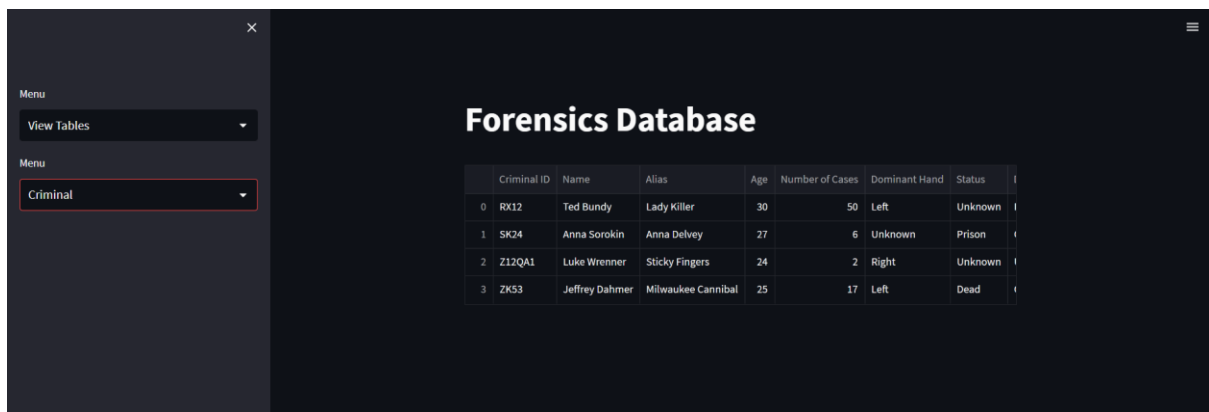 Menu
View Tables
Menu
Criminal
Forensics Database
Criminal ID Name Alias Age Number of Cases Dominant Hand Status
0 RX12 Ted Bundy Lady Killer 30 50 Left Unknown
1 SK24 Anna Sorokin Anna Delvey 27 6 Unknown Prison
2 Z12QA1 Luke Wrenner Sticky Fingers 24 2 Right Unknown
3 ZK53 Jeffrey Dahmer Milwaukee Cannibal 25 17 Left Dead